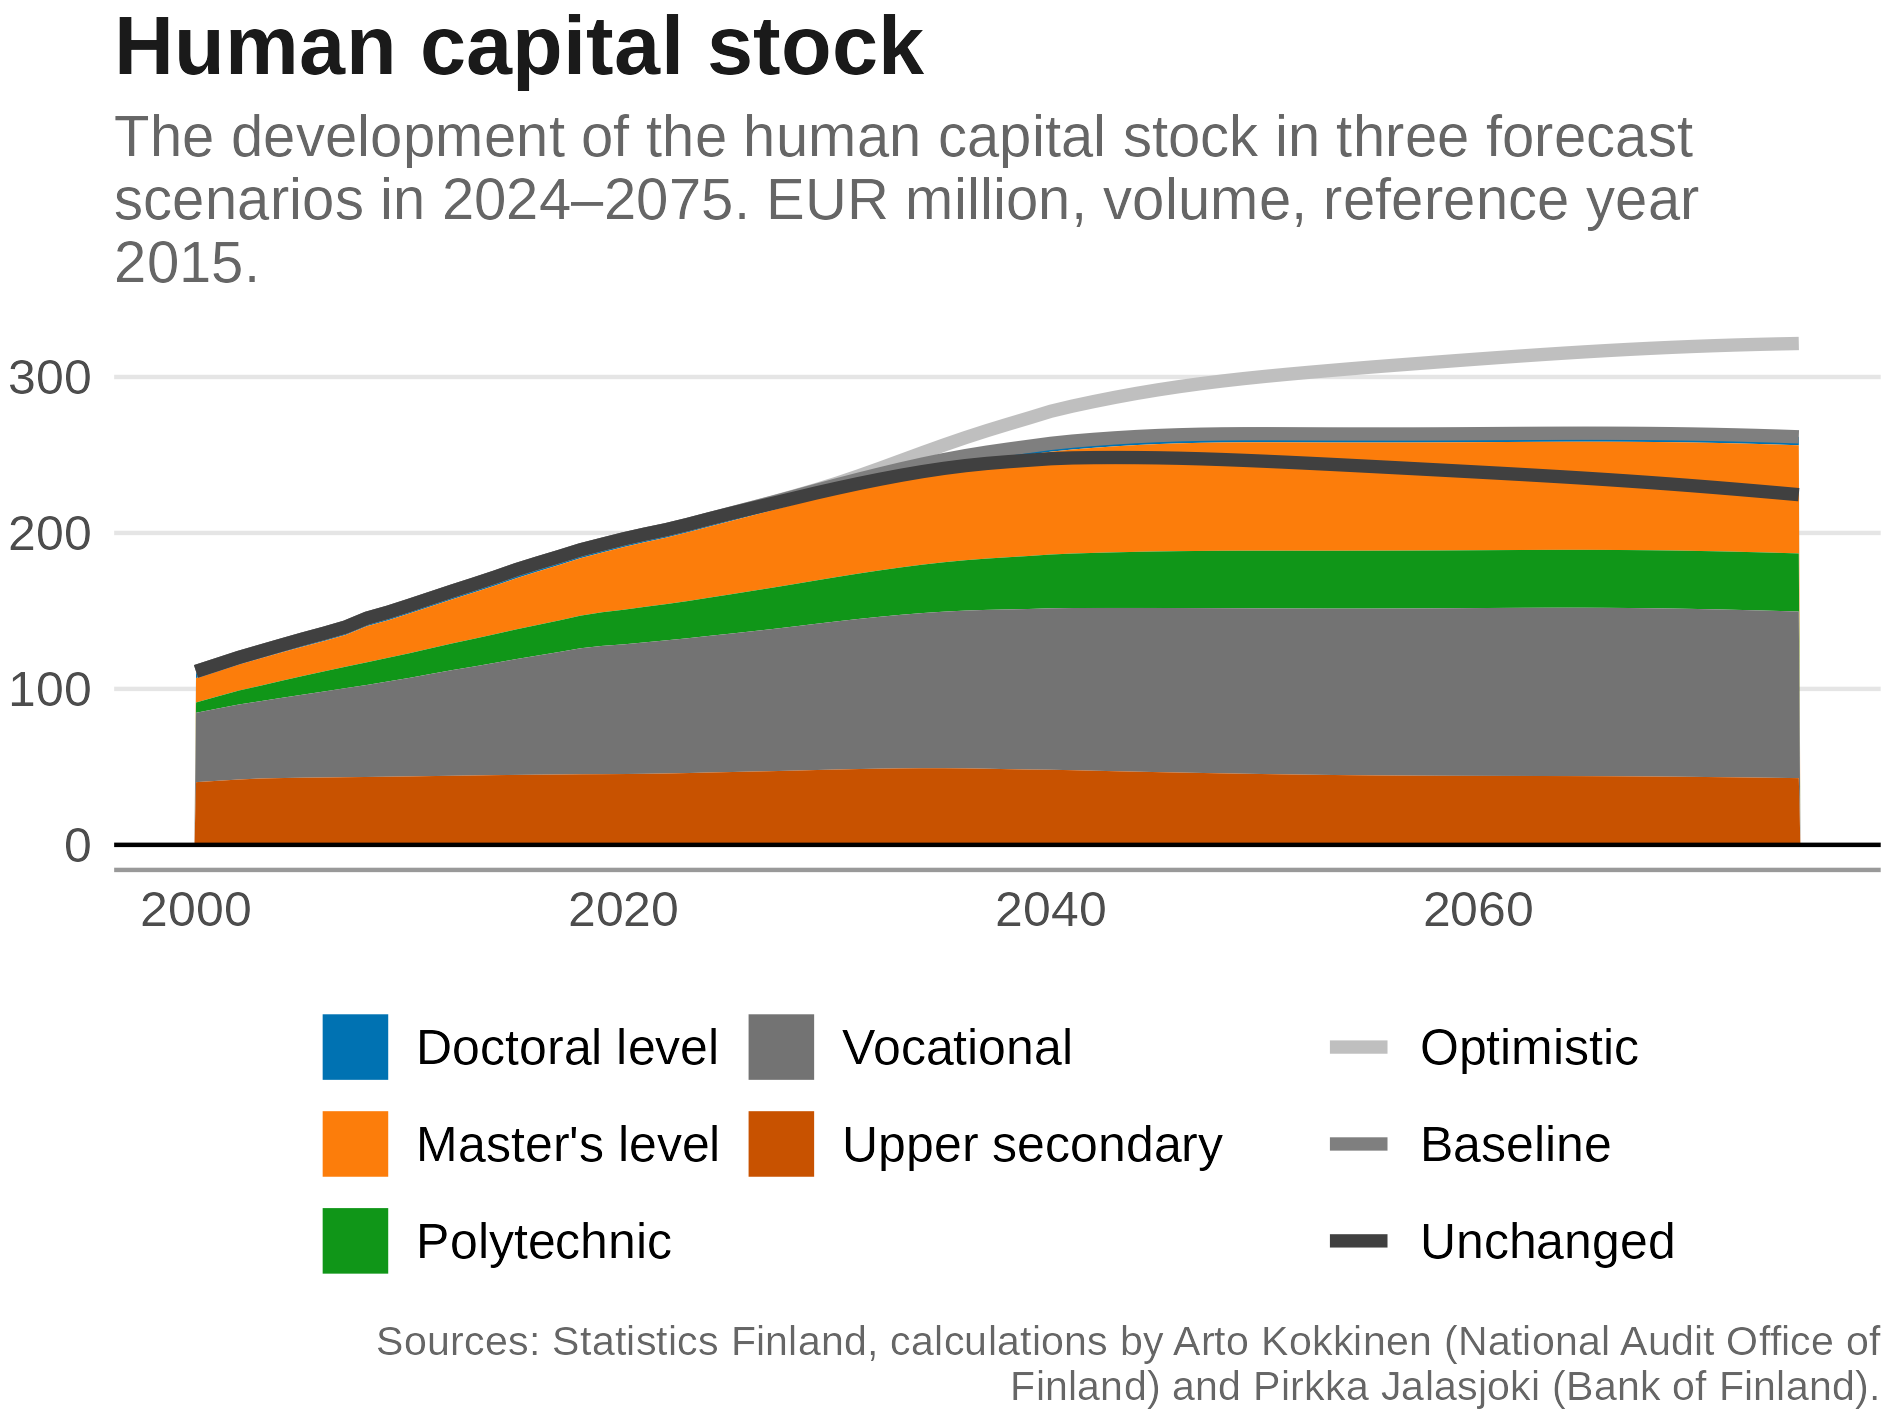 Human capital stock
The development of the human capital stock in three forecast
scenarios in 2024–2075. EUR million, volume, reference year
2015.
300
200
100
0
2000 2020 2040 2060
Doctoral level Vocational Optimistic
Master's level Upper secondary Baseline
Polytechnic Unchanged
Sources: Statistics Finland, calculations by Arto Kokkinen (National Audit Office of
Finland) and Pirkka Jalasjoki (Bank of Finland).